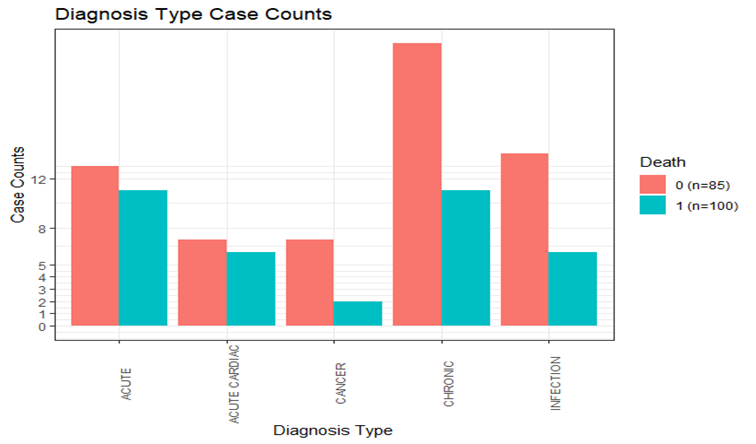 Diagnosis Type Case Counts
Case Counts
12
8
5
4
3
2
1
0
ACUTE
ACUTE CARDIAC
CANCER
CHRONIC
INFECTION
Diagnosis Type
Death
0 (n=85)
1 (n=100)